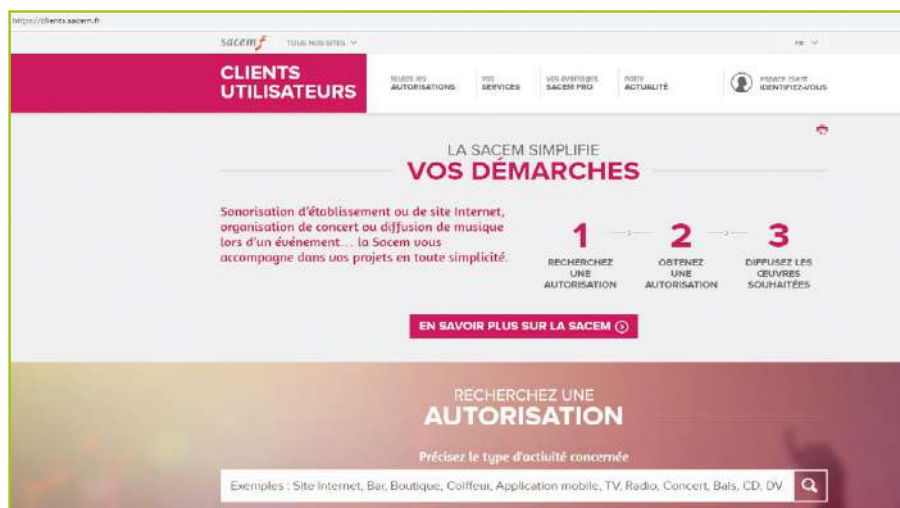 https://clients.sacem.fr
sacem TOUS NOS SITES FR
CLIENTS
UTILISATEURS
toutes les
AUTORISATIONS
vos
SERVICES
vos avantages
SACEM PRO
notre
ACTUALITÉ
espace client
IDENTIFIEZ-VOUS
LA SACEM SIMPLIFIE
VOS DÉMARCHES
Sonorisation d'établissement ou de site Internet,
organisation de concert ou diffusion de musique
lors d'un événement... la Sacem vous
accompagne dans vos projets en toute simplicité.
1
RECHERCHEZ
UNE
AUTORISATION
2
OBTENEZ
UNE
AUTORISATION
3
DIFFUSEZ LES
ŒUVRES
SOUHAITÉES
EN SAVOIR PLUS SUR LA SACEM
RECHERCHEZ UNE
AUTORISATION
Précisez le type d'activité concernée
Exemples : Site Internet, Bar, Boutique, Coiffeur, Application mobile, TV, Radio, Concert, Bals, CD, DV